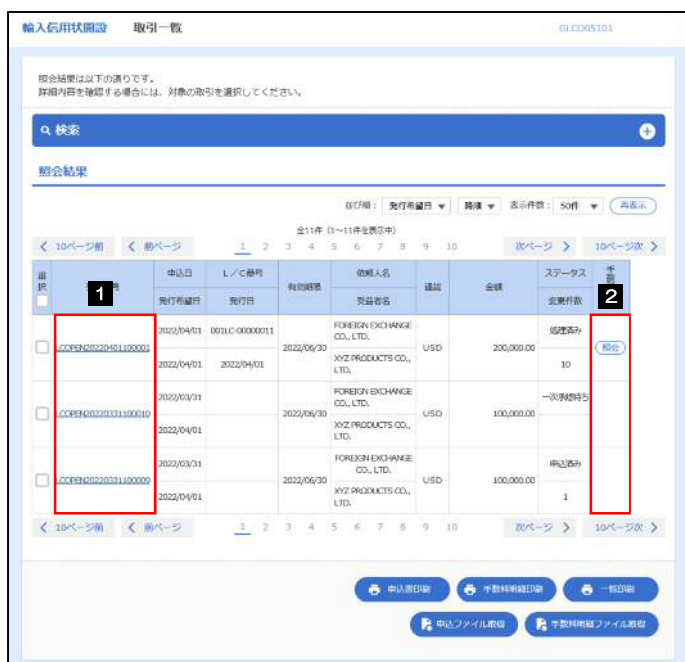 輸入信用状開設 取引一覧 GLCO05101
照会結果は以下の通りです。
詳細内容を確認する場合には、対象の取引を選択してください。
検索
照会結果
並び順： 発行希望日 ▼ 降順 ▼ 表示件数： 50件 ▼ 再表示
全11件（1～11件を表示中）
10ページ前 前ページ 1 2 3 4 5 6 7 8 9 10 次ページ 10ページ次
選択 1 号 申込日 L／C番号 有効期限 依頼人名 通貨 金額 ステータス 手数 2
発行希望日 発行日 受益者名 変更件数
2022/04/01 001LC-00000011 FOREIGN EXCHANGE CO., LTD. 処理済み
LCOPEN20220401100001 2022/06/30 USD 200,000.00 照会
2022/04/01 2022/04/01 XYZ PRODUCTS CO., LTD. 10
2022/03/31 FOREIGN EXCHANGE CO., LTD. 一次承認待ち
LCOPEN20220331100010 2022/06/30 USD 100,000.00
2022/04/01 XYZ PRODUCTS CO., LTD.
2022/03/31 FOREIGN EXCHANGE CO., LTD. 申込済み
LCOPEN20220331100009 2022/06/30 USD 100,000.00
2022/04/01 XYZ PRODUCTS CO., LTD. 1
10ページ前 前ページ 1 2 3 4 5 6 7 8 9 10 次ページ 10ページ次
申込書印刷 手数料明細印刷 一覧印刷
申込ファイル取得 手数料明細ファイル取得